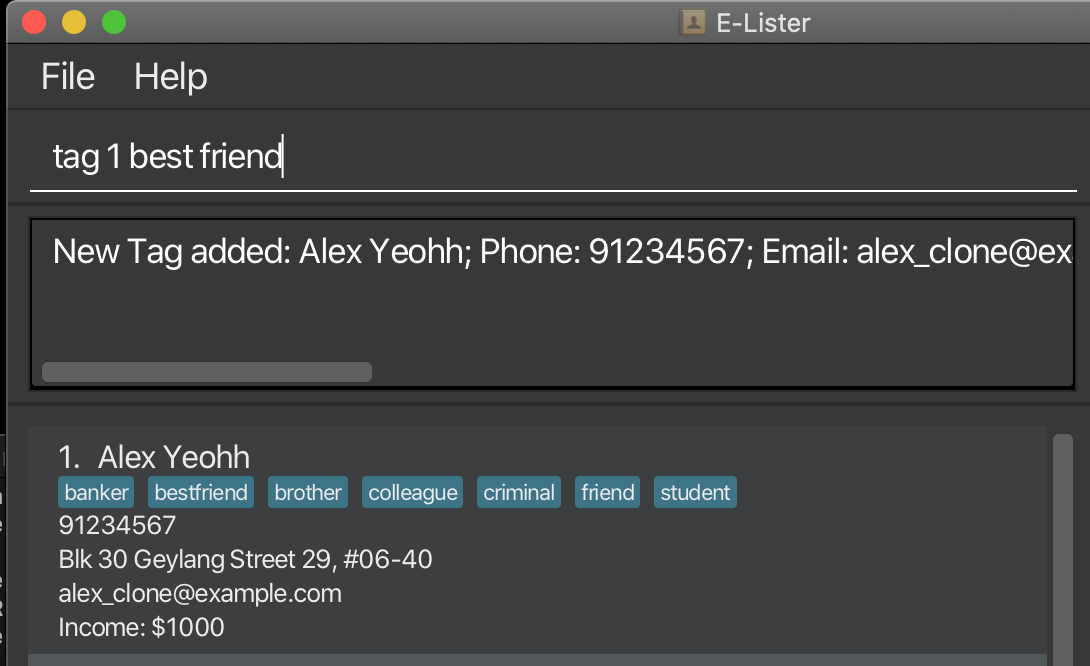 E-Lister
File Help
tag 1 best friend
New Tag added: Alex Yeohh; Phone: 91234567; Email: alex_clone@ex
1. Alex Yeohh
banker bestfriend brother colleague criminal friend student
91234567
Blk 30 Geylang Street 29, #06-40
alex_clone@example.com
Income: $1000